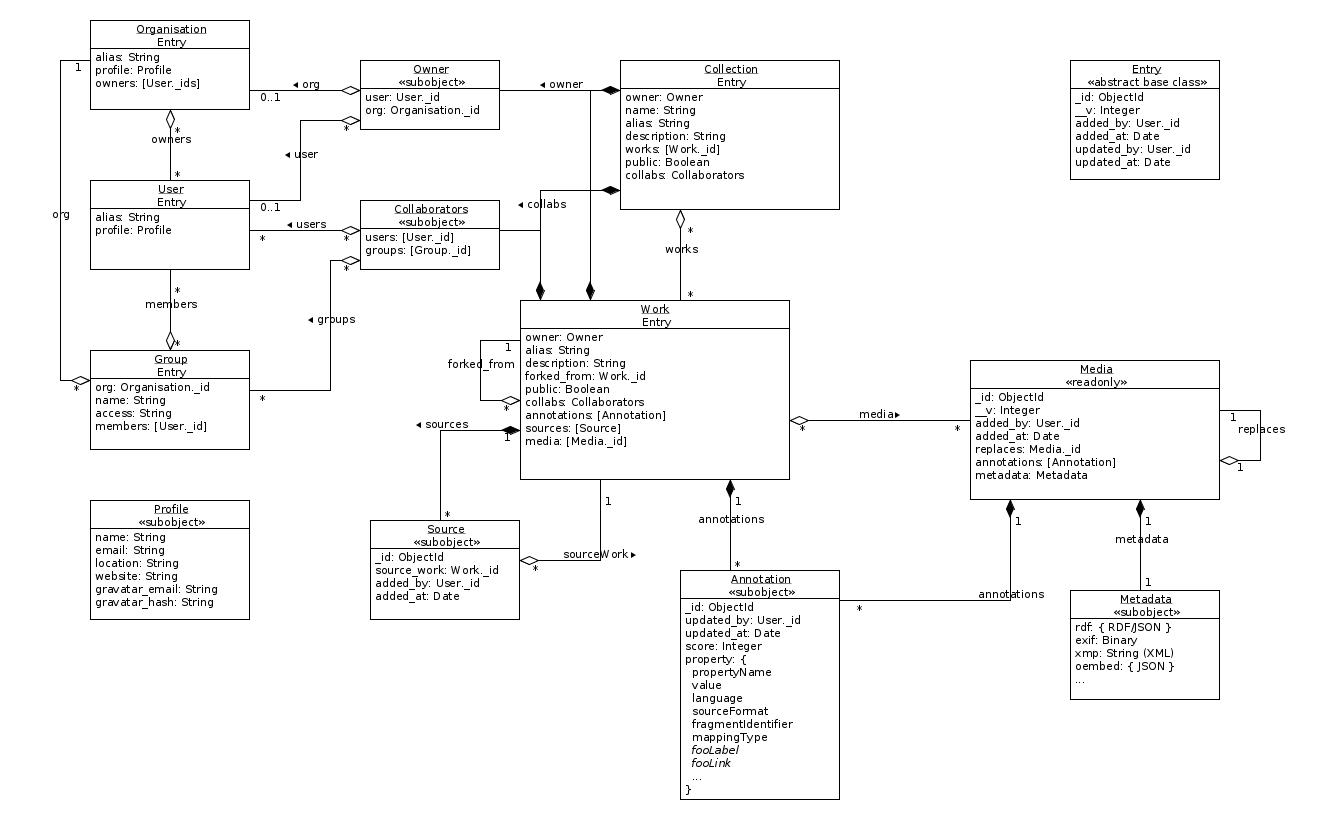 Organisation
Entry
alias: String
profile: Profile
owners: [User._ids]
1
◂ org
0..1
Owner
«subobject»
user: User._id
org: Organisation._id
*
◂ owner
Collection
Entry
owner: Owner
name: String
alias: String
description: String
works: [Work._id]
public: Boolean
collabs: Collaborators
Entry
«abstract base class»
_id: ObjectId
__v: Integer
added_by: User._id
added_at: Date
updated_by: User._id
updated_at: Date
*
owners
*
◂ user
User
Entry
alias: String
profile: Profile
0..1
org
◂ users
*
*
Collaborators
«subobject»
users: [User._id]
groups: [Group._id]
*
◂ collabs
*
works
*
*
members
*
◂ groups
Group
Entry
org: Organisation._id
name: String
access: String
members: [User._id]
*
*
Work
Entry
owner: Owner
alias: String
description: String
forked_from: Work._id
public: Boolean
collabs: Collaborators
annotations: [Annotation]
sources: [Source]
media: [Media._id]
1
forked_from
*
◂ sources
1
*
media▸
*
*
Media
«readonly»
_id: ObjectId
__v: Integer
added_by: User._id
added_at: Date
replaces: Media._id
annotations: [Annotation]
metadata: Metadata
1
replaces
1
Profile
«subobject»
name: String
email: String
location: String
website: String
gravatar_email: String
gravatar_hash: String
Source
«subobject»
_id: ObjectId
source_work: Work._id
added_by: User._id
added_at: Date
1
sourceWork ▸
*
1
annotations
*
Annotation
«subobject»
_id: ObjectId
updated_by: User._id
updated_at: Date
score: Integer
property: {
propertyName
value
language
sourceFormat
fragmentIdentifier
mappingType
fooLabel
fooLink
...
}
1
annotations
*
1
metadata
1
Metadata
«subobject»
rdf: { RDF/JSON }
exif: Binary
xmp: String (XML)
oembed: { JSON }
...